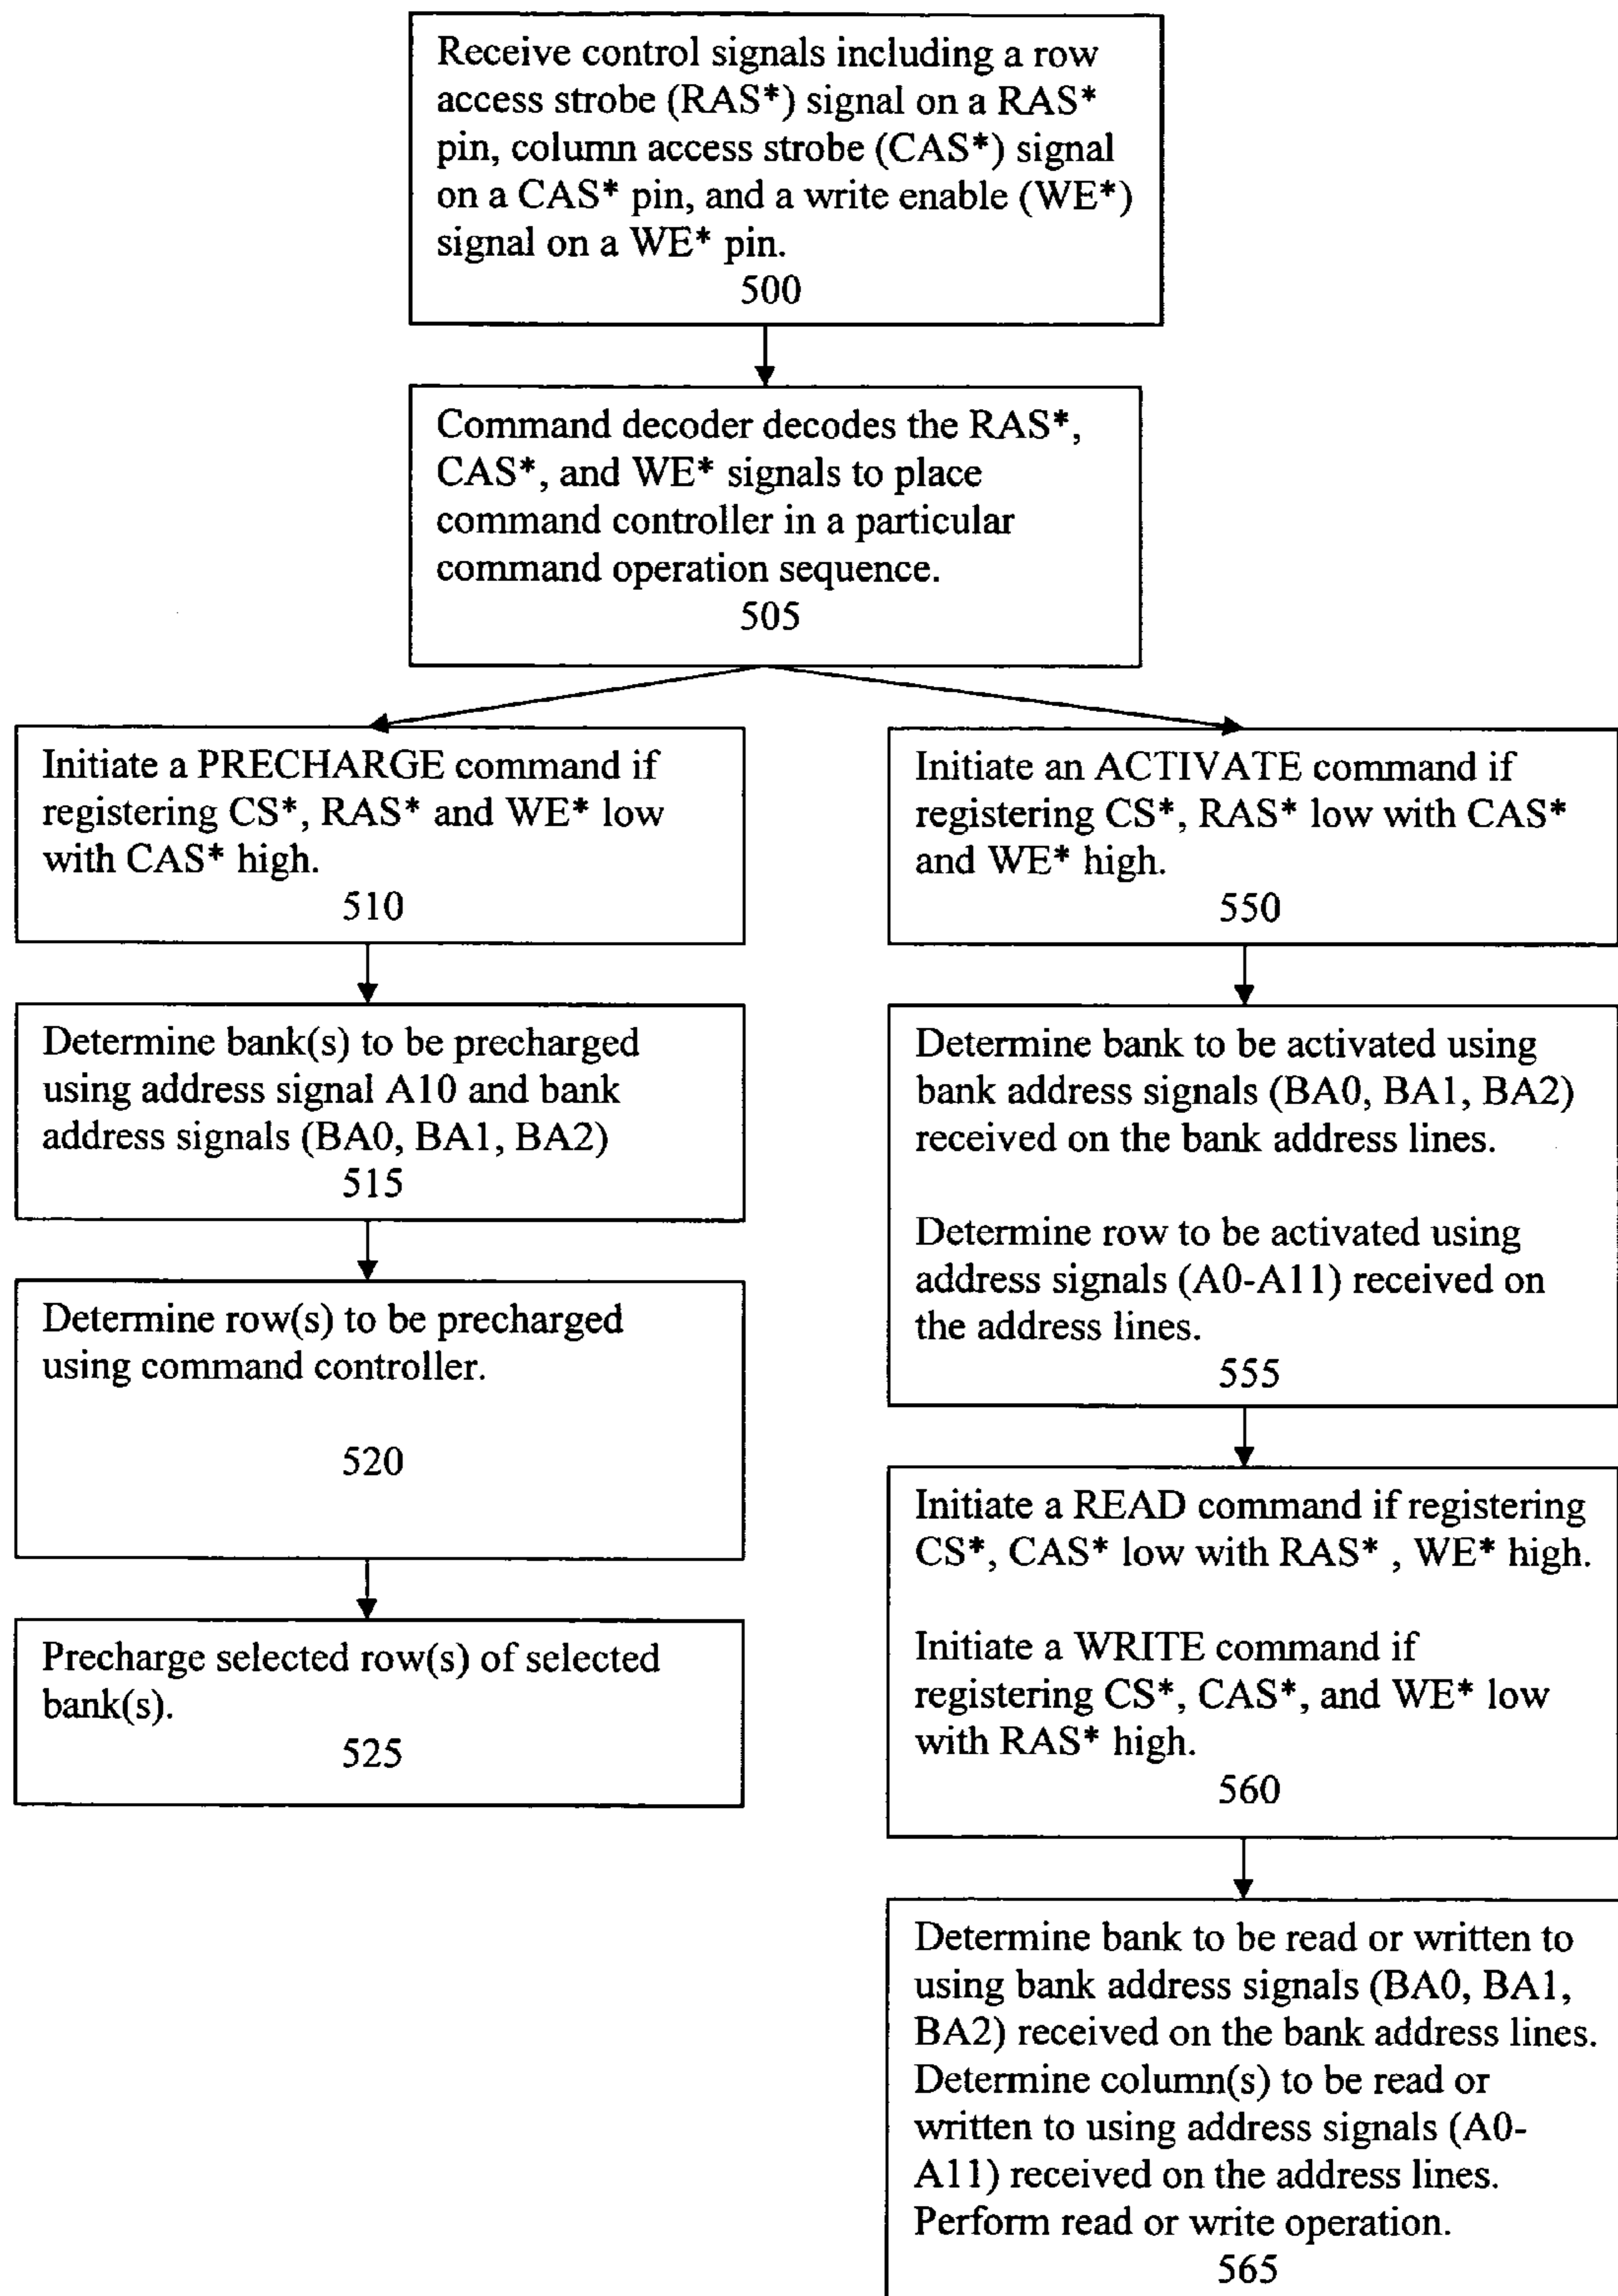 Receive control signals including a row
access strobe (RAS*) signal on a RAS*
pin, column access strobe (CAS*) signal
on a CAS* pin, and a write enable (WE*)
signal on a WE* pin.
500
Command decoder decodes the RAS*,
CAS*, and WE* signals to place
command controller in a particular
command operation sequence.
505
Initiate a PRECHARGE command if
registering CS*, RAS* and WE* low
with CAS* high.
510
Determine bank(s) to be precharged
using address signal A10 and bank
address signals (BA0, BA1, BA2)
515
Determine row(s) to be precharged
using command controller.
520
Precharge selected row(s) of selected
bank(s).
525
Initiate an ACTIVATE command if
registering CS*, RAS* low with CAS*
and WE* high.
550
Determine bank to be activated using
bank address signals (BA0, BA1, BA2)
received on the bank address lines.
Determine row to be activated using
address signals (A0-A11) received on
the address lines.
555
Initiate a READ command if registering
CS*, CAS* low with RAS* , WE* high.
Initiate a WRITE command if
registering CS*, CAS*, and WE* low
with RAS* high.
560
Determine bank to be read or written to
using bank address signals (BA0, BA1,
BA2) received on the bank address lines.
Determine column(s) to be read or
written to using address signals (A0-
A11) received on the address lines.
Perform read or write operation.
565